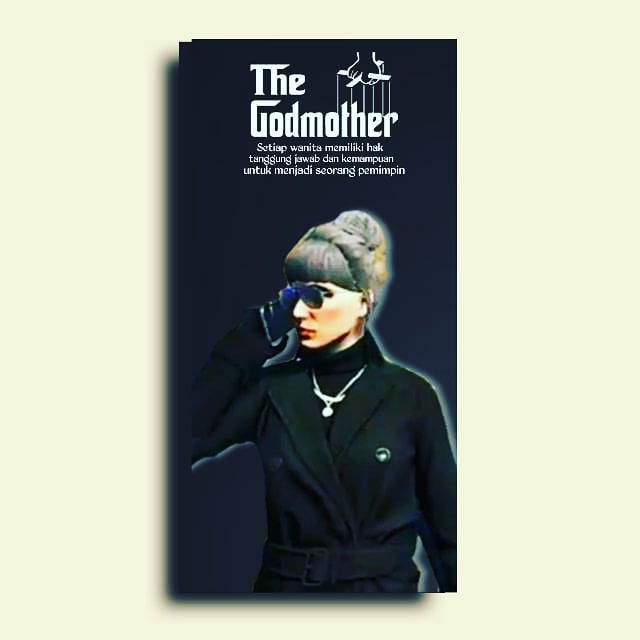 The
Godmother
Setiap wanita memiliki hak
tanggung jawab dan kemampuan
untuk menjadi seorang pemimpin